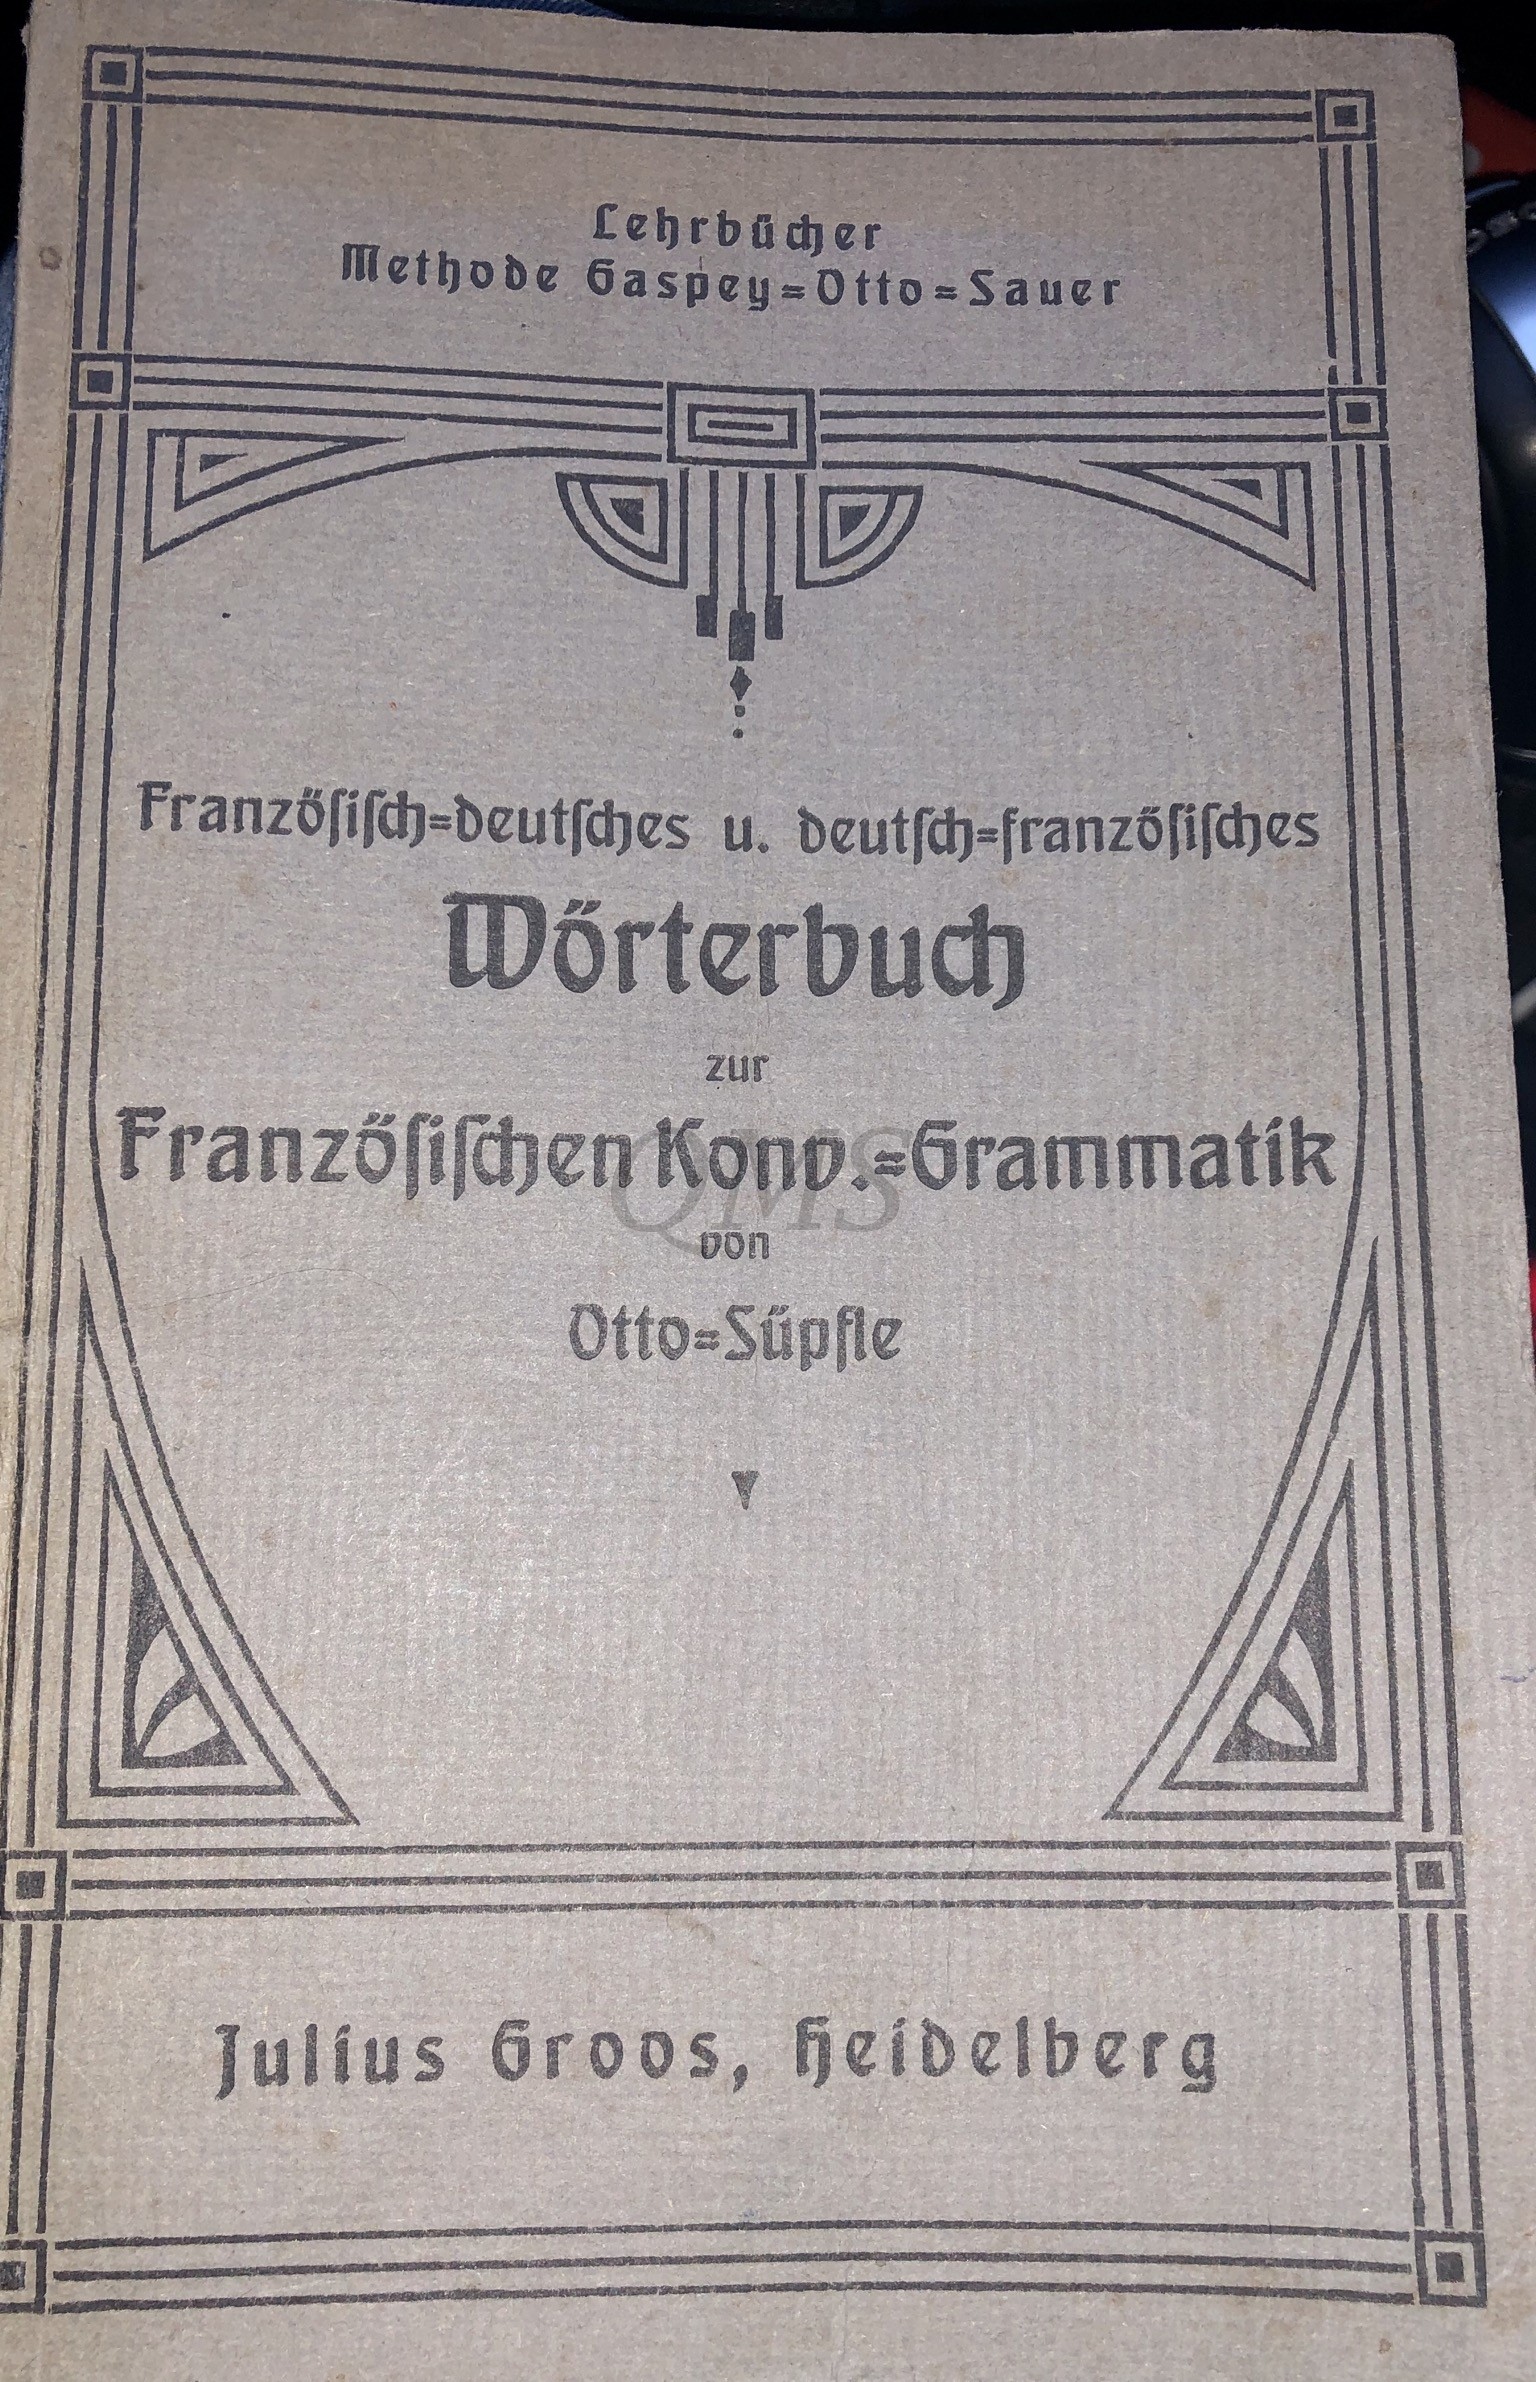 Lehrbücher
Methode Gaspey=Otto=Sauer
Franzöſiſch=deutſches u. deutſch=franzöſiſches
Wörterbuch
zur
Franzöſiſchen Konv.=Grammatik
QMS
von
Otto=Süpfle
Julius Groos, Heidelberg